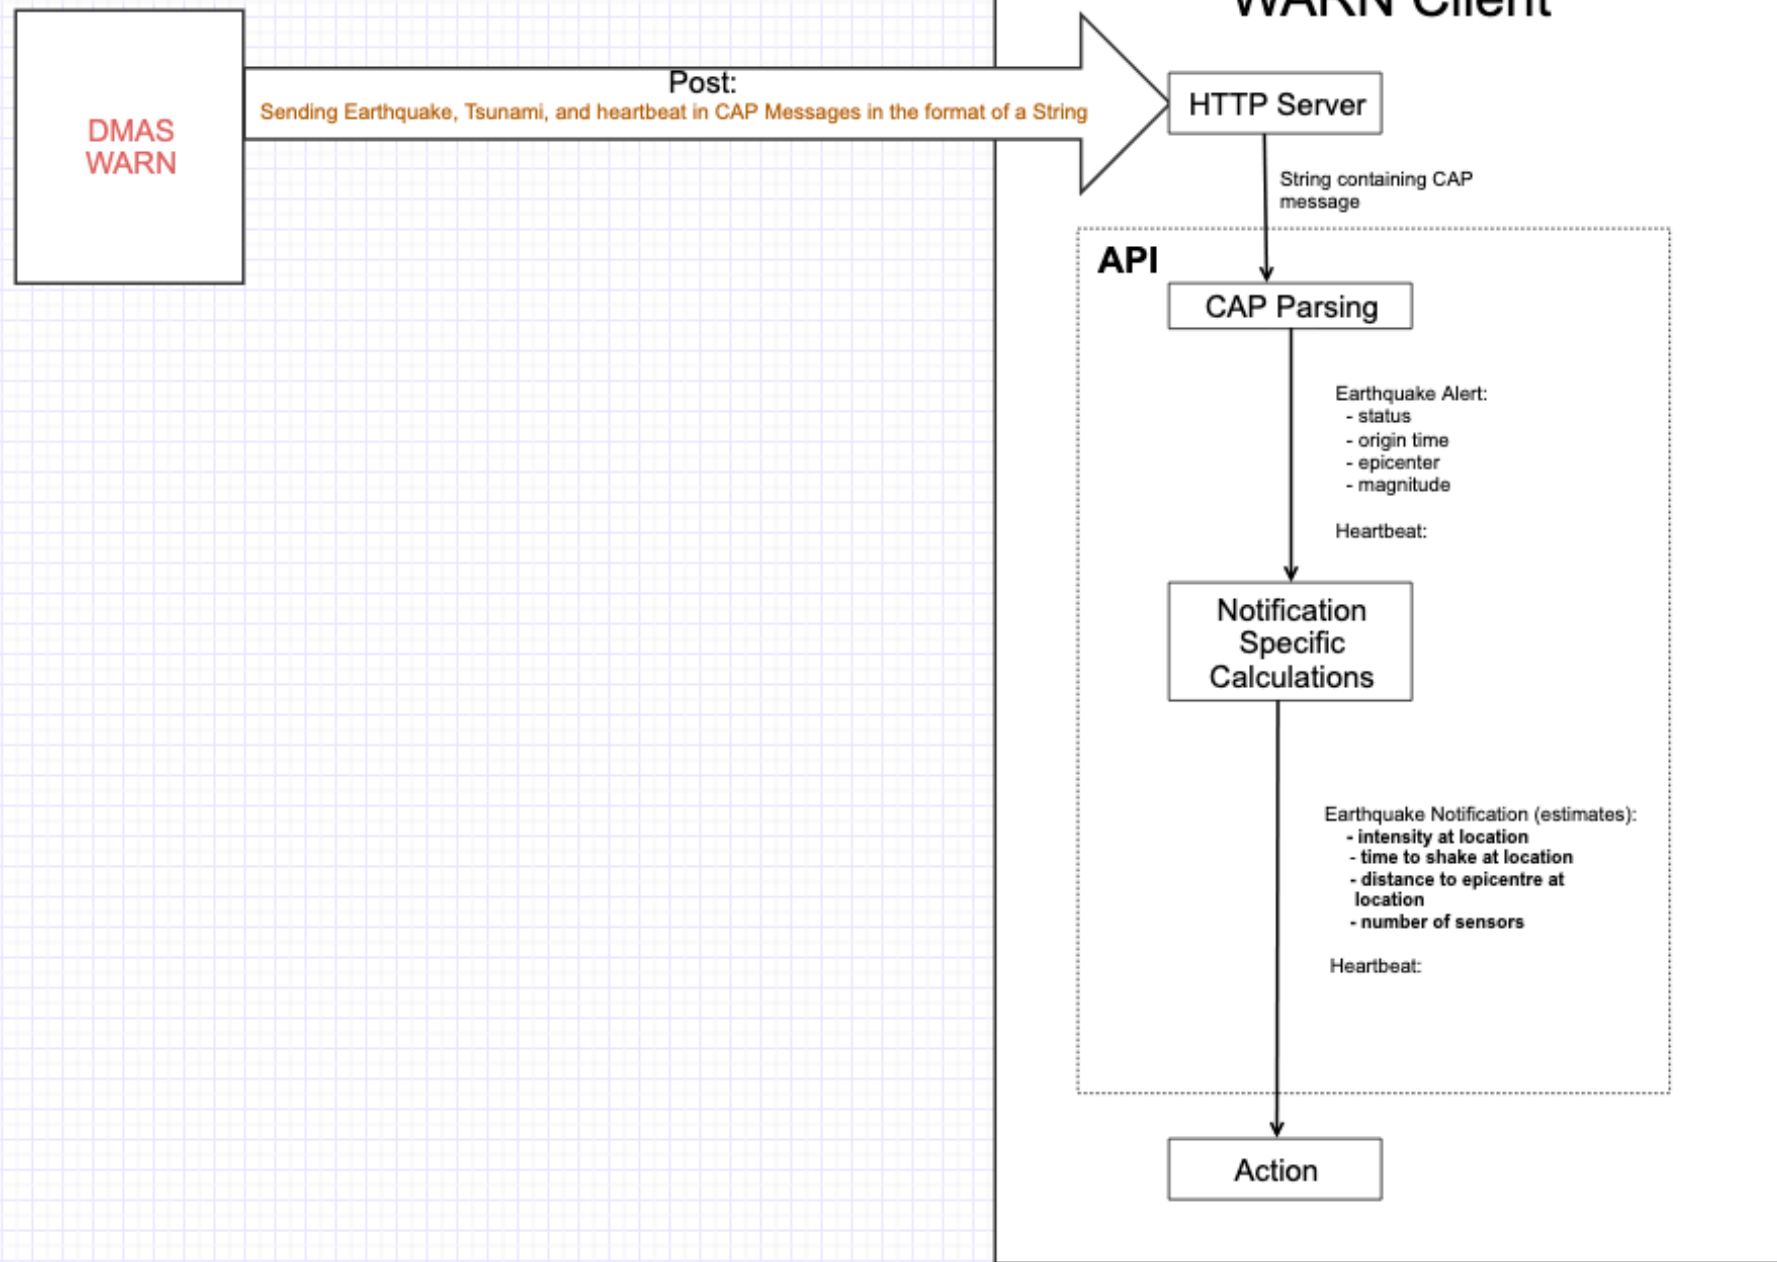 WARN Client
DMAS
WARN
Post:
Sending Earthquake, Tsunami, and heartbeat in CAP Messages in the format of a String
HTTP Server
String containing CAP
message
API
CAP Parsing
Earthquake Alert:
- status
- origin time
- epicenter
- magnitude
Heartbeat:
Notification
Specific
Calculations
Earthquake Notification (estimates):
- intensity at location
- time to shake at location
- distance to epicentre at
location
- number of sensors
Heartbeat:
Action